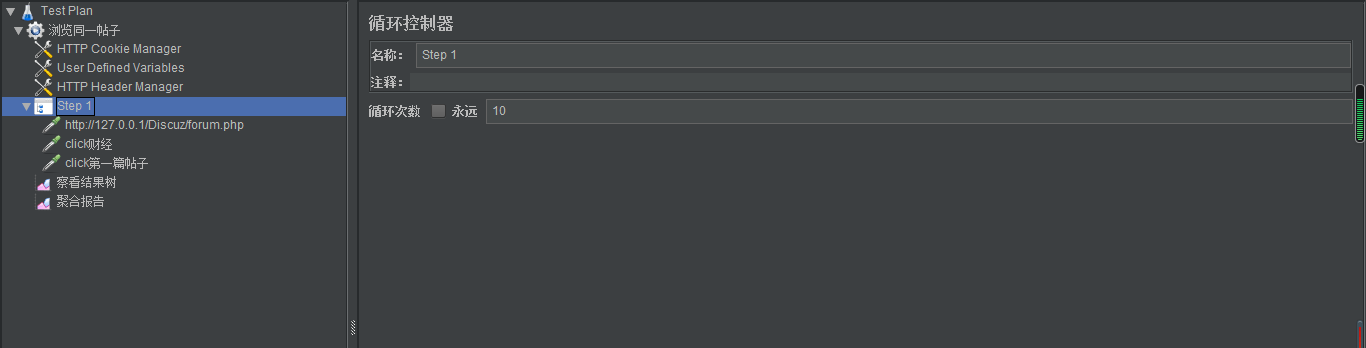 Test Plan
浏览同一帖子
HTTP Cookie Manager
User Defined Variables
HTTP Header Manager
Step 1
http://127.0.0.1/Discuz/forum.php
click财经
click第一篇帖子
察看结果树
聚合报告
循环控制器
名称： Step 1
注释：
循环次数 永远 10